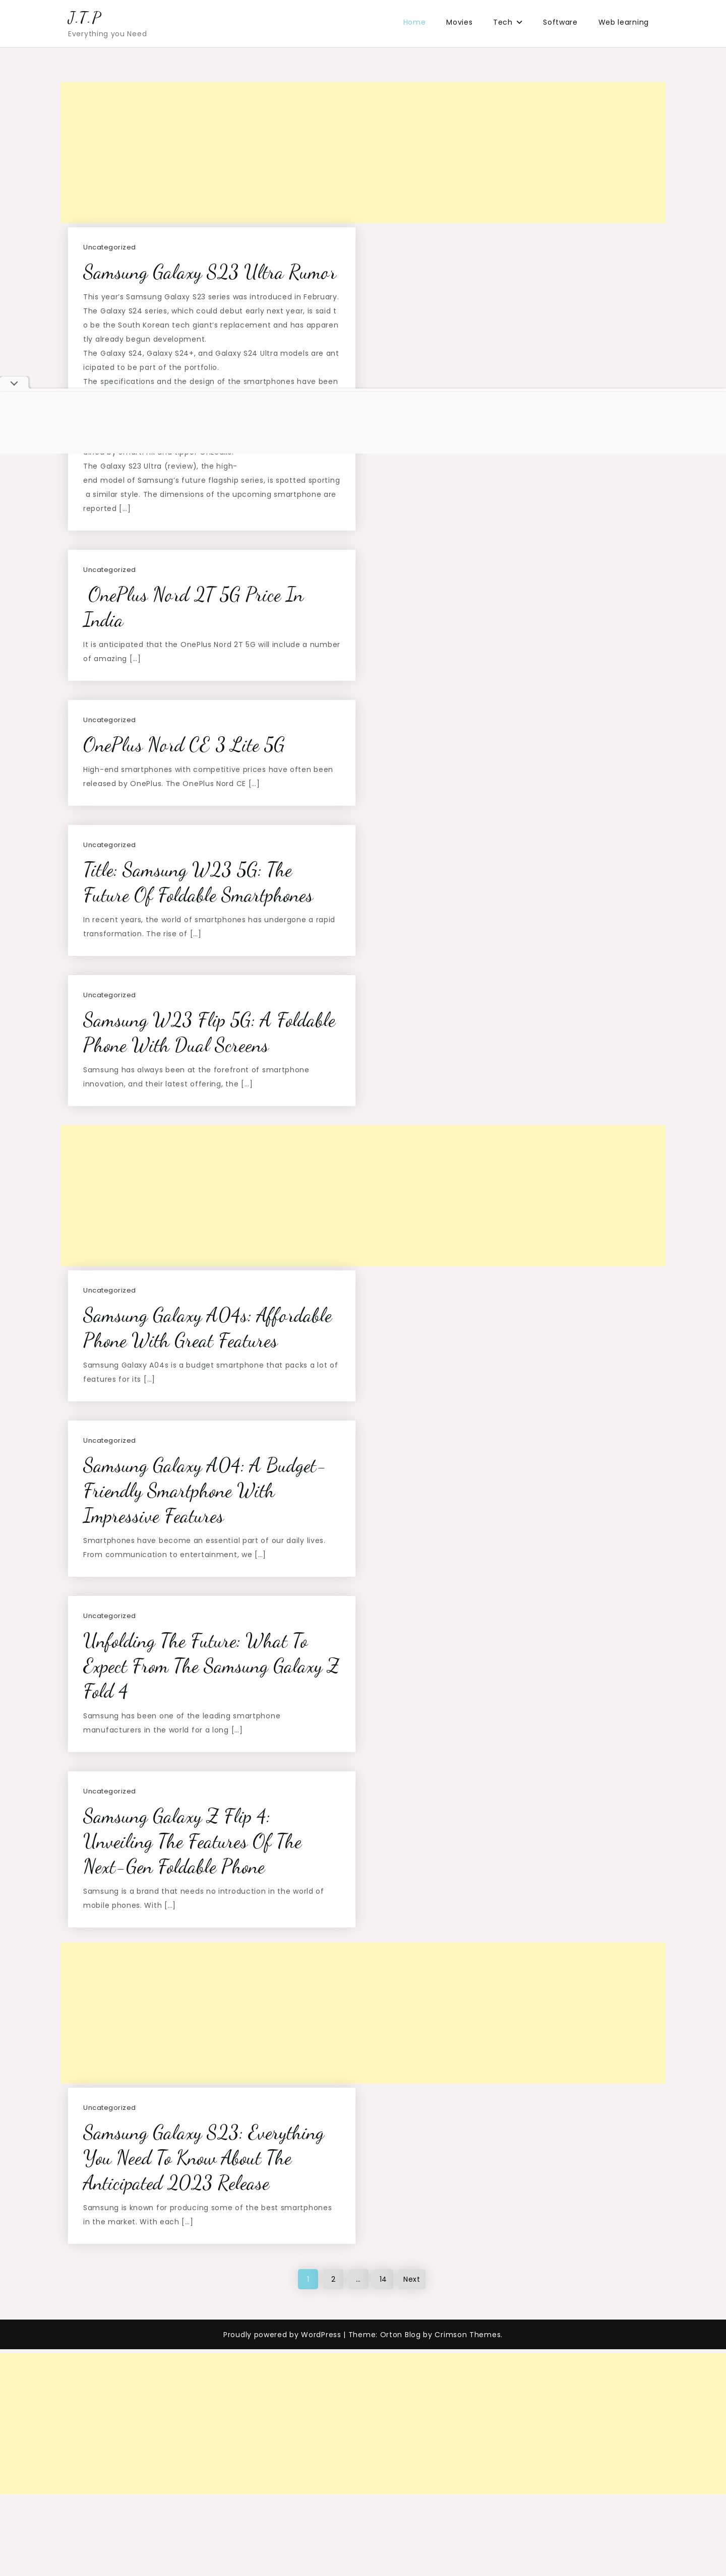 J.T.P
Everything you Need
Home Movies Tech Software Web learning
Uncategorized
Samsung Galaxy S23 Ultra Rumor
This year's Samsung Galaxy S23 series was introduced in February.
The Galaxy S24 series, which could debut early next year, is said t
o be the South Korean tech giant's replacement and has apparen
tly already begun development.
The Galaxy S24, Galaxy S24+, and Galaxy S24 Ultra models are ant
icipated to be part of the portfolio.
The specifications and the design of the smartphones have been
The Galaxy S23 Ultra (review), the high-
end model of Samsung's future flagship series, is spotted sporting
a similar style. The dimensions of the upcoming smartphone are
reported [...]
Uncategorized
OnePlus Nord 2T 5G Price In
India
It is anticipated that the OnePlus Nord 2T 5G will include a number
of amazing [...]
Uncategorized
OnePlus Nord CE 3 Lite 5G
High-end smartphones with competitive prices have often been
released by OnePlus. The OnePlus Nord CE [...]
Uncategorized
Title: Samsung W23 5G: The
Future Of Foldable Smartphones
In recent years, the world of smartphones has undergone a rapid
transformation. The rise of [...]
Uncategorized
Samsung W23 Flip 5G: A Foldable
Phone With Dual Screens
Samsung has always been at the forefront of smartphone
innovation, and their latest offering, the [...]
Uncategorized
Samsung Galaxy A04s: Affordable
Phone With Great Features
Samsung Galaxy A04s is a budget smartphone that packs a lot of
features for its [...]
Uncategorized
Samsung Galaxy A04: A Budget-
Friendly Smartphone With
Impressive Features
Smartphones have become an essential part of our daily lives.
From communication to entertainment, we [...]
Uncategorized
Unfolding The Future: What To
Expect From The Samsung Galaxy Z
Fold 4
Samsung has been one of the leading smartphone
manufacturers in the world for a long [...]
Uncategorized
Samsung Galaxy Z Flip 4:
Unveiling The Features Of The
Next-Gen Foldable Phone
Samsung is a brand that needs no introduction in the world of
mobile phones. With [...]
Uncategorized
Samsung Galaxy S23: Everything
You Need To Know About The
Anticipated 2023 Release
Samsung is known for producing some of the best smartphones
in the market. With each [...]
1 2 … 14 Next
Proudly powered by WordPress | Theme: Orton Blog by Crimson Themes.